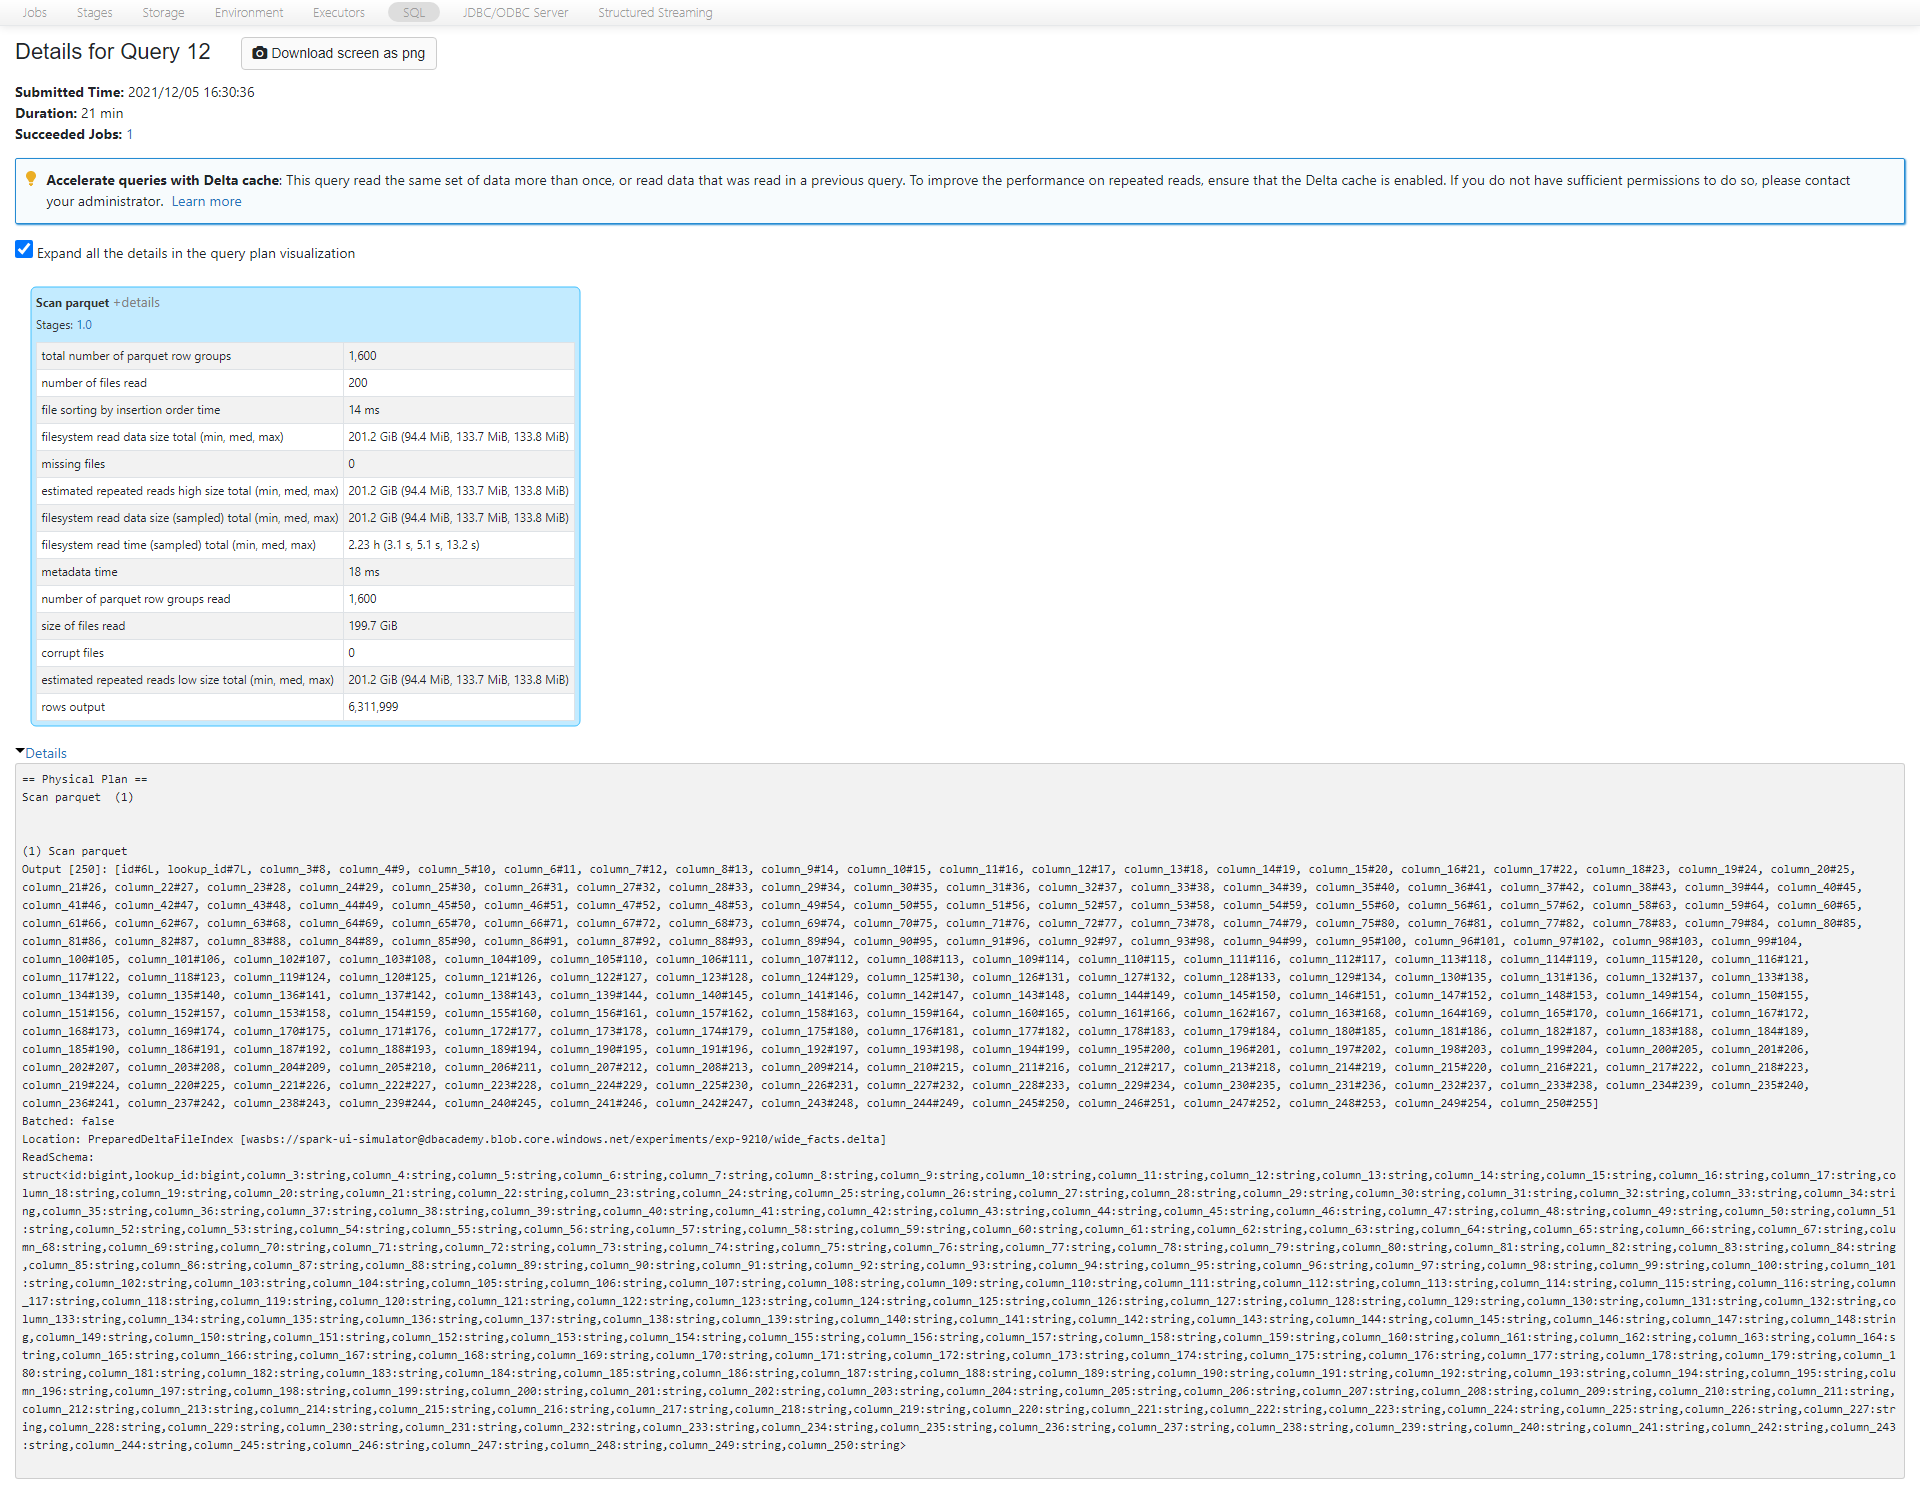 Jobs Stages Storage Environment Executors SQL JDBC/ODBC Server Structured Streaming
Details for Query 12 Download screen as png
Submitted Time: 2021/12/05 16:30:36
Duration: 21 min
Succeeded Jobs: 1
Accelerate queries with Delta cache: This query read the same set of data more than once, or read data that was read in a previous query. To improve the performance on repeated reads, ensure that the Delta cache is enabled. If you do not have sufficient permissions to do so, please contact
your administrator. Learn more
Expand all the details in the query plan visualization
Scan parquet +details
Stages: 1.0
total number of parquet row groups 1,600
number of files read 200
file sorting by insertion order time 14 ms
filesystem read data size total (min, med, max) 201.2 GiB (94.4 MiB, 133.7 MiB, 133.8 MiB)
missing files 0
estimated repeated reads high size total (min, med, max) 201.2 GiB (94.4 MiB, 133.7 MiB, 133.8 MiB)
filesystem read data size (sampled) total (min, med, max) 201.2 GiB (94.4 MiB, 133.7 MiB, 133.8 MiB)
filesystem read time (sampled) total (min, med, max) 2.23 h (3.1 s, 5.1 s, 13.2 s)
metadata time 18 ms
number of parquet row groups read 1,600
size of files read 199.7 GiB
corrupt files 0
estimated repeated reads low size total (min, med, max) 201.2 GiB (94.4 MiB, 133.7 MiB, 133.8 MiB)
rows output 6,311,999
Details
== Physical Plan ==
Scan parquet (1)
(1) Scan parquet
Output [250]: [id#6L, lookup_id#7L, column_3#8, column_4#9, column_5#10, column_6#11, column_7#12, column_8#13, column_9#14, column_10#15, column_11#16, column_12#17, column_13#18, column_14#19, column_15#20, column_16#21, column_17#22, column_18#23, column_19#24, column_20#25,
column_21#26, column_22#27, column_23#28, column_24#29, column_25#30, column_26#31, column_27#32, column_28#33, column_29#34, column_30#35, column_31#36, column_32#37, column_33#38, column_34#39, column_35#40, column_36#41, column_37#42, column_38#43, column_39#44, column_40#45,
column_41#46, column_42#47, column_43#48, column_44#49, column_45#50, column_46#51, column_47#52, column_48#53, column_49#54, column_50#55, column_51#56, column_52#57, column_53#58, column_54#59, column_55#60, column_56#61, column_57#62, column_58#63, column_59#64, column_60#65,
column_61#66, column_62#67, column_63#68, column_64#69, column_65#70, column_66#71, column_67#72, column_68#73, column_69#74, column_70#75, column_71#76, column_72#77, column_73#78, column_74#79, column_75#80, column_76#81, column_77#82, column_78#83, column_79#84, column_80#85,
column_81#86, column_82#87, column_83#88, column_84#89, column_85#90, column_86#91, column_87#92, column_88#93, column_89#94, column_90#95, column_91#96, column_92#97, column_93#98, column_94#99, column_95#100, column_96#101, column_97#102, column_98#103, column_99#104,
column_100#105, column_101#106, column_102#107, column_103#108, column_104#109, column_105#110, column_106#111, column_107#112, column_108#113, column_109#114, column_110#115, column_111#116, column_112#117, column_113#118, column_114#119, column_115#120, column_116#121,
column_117#122, column_118#123, column_119#124, column_120#125, column_121#126, column_122#127, column_123#128, column_124#129, column_125#130, column_126#131, column_127#132, column_128#133, column_129#134, column_130#135, column_131#136, column_132#137, column_133#138,
column_134#139, column_135#140, column_136#141, column_137#142, column_138#143, column_139#144, column_140#145, column_141#146, column_142#147, column_143#148, column_144#149, column_145#150, column_146#151, column_147#152, column_148#153, column_149#154, column_150#155,
column_151#156, column_152#157, column_153#158, column_154#159, column_155#160, column_156#161, column_157#162, column_158#163, column_159#164, column_160#165, column_161#166, column_162#167, column_163#168, column_164#169, column_165#170, column_166#171, column_167#172,
column_168#173, column_169#174, column_170#175, column_171#176, column_172#177, column_173#178, column_174#179, column_175#180, column_176#181, column_177#182, column_178#183, column_179#184, column_180#185, column_181#186, column_182#187, column_183#188, column_184#189,
column_185#190, column_186#191, column_187#192, column_188#193, column_189#194, column_190#195, column_191#196, column_192#197, column_193#198, column_194#199, column_195#200, column_196#201, column_197#202, column_198#203, column_199#204, column_200#205, column_201#206,
column_202#207, column_203#208, column_204#209, column_205#210, column_206#211, column_207#212, column_208#213, column_209#214, column_210#215, column_211#216, column_212#217, column_213#218, column_214#219, column_215#220, column_216#221, column_217#222, column_218#223,
column_219#224, column_220#225, column_221#226, column_222#227, column_223#228, column_224#229, column_225#230, column_226#231, column_227#232, column_228#233, column_229#234, column_230#235, column_231#236, column_232#237, column_233#238, column_234#239, column_235#240,
column_236#241, column_237#242, column_238#243, column_239#244, column_240#245, column_241#246, column_242#247, column_243#248, column_244#249, column_245#250, column_246#251, column_247#252, column_248#253, column_249#254, column_250#255]
Batched: false
Location: PreparedDeltaFileIndex [wasbs://spark-ui-simulator@dbacademy.blob.core.windows.net/experiments/exp-9210/wide_facts.delta]
ReadSchema:
struct<id:bigint,lookup_id:bigint,column_3:string,column_4:string,column_5:string,column_6:string,column_7:string,column_8:string,column_9:string,column_10:string,column_11:string,column_12:string,column_13:string,column_14:string,column_15:string,column_16:string,column_17:string,co
lumn_18:string,column_19:string,column_20:string,column_21:string,column_22:string,column_23:string,column_24:string,column_25:string,column_26:string,column_27:string,column_28:string,column_29:string,column_30:string,column_31:string,column_32:string,column_33:string,column_34:stri
ng,column_35:string,column_36:string,column_37:string,column_38:string,column_39:string,column_40:string,column_41:string,column_42:string,column_43:string,column_44:string,column_45:string,column_46:string,column_47:string,column_48:string,column_49:string,column_50:string,column_51
:string,column_52:string,column_53:string,column_54:string,column_55:string,column_56:string,column_57:string,column_58:string,column_59:string,column_60:string,column_61:string,column_62:string,column_63:string,column_64:string,column_65:string,column_66:string,column_67:string,colu
mn_68:string,column_69:string,column_70:string,column_71:string,column_72:string,column_73:string,column_74:string,column_75:string,column_76:string,column_77:string,column_78:string,column_79:string,column_80:string,column_81:string,column_82:string,column_83:string,column_84:string
,column_85:string,column_86:string,column_87:string,column_88:string,column_89:string,column_90:string,column_91:string,column_92:string,column_93:string,column_94:string,column_95:string,column_96:string,column_97:string,column_98:string,column_99:string,column_100:string,column_101
:string,column_102:string,column_103:string,column_104:string,column_105:string,column_106:string,column_107:string,column_108:string,column_109:string,column_110:string,column_111:string,column_112:string,column_113:string,column_114:string,column_115:string,column_116:string,column
_117:string,column_118:string,column_119:string,column_120:string,column_121:string,column_122:string,column_123:string,column_124:string,column_125:string,column_126:string,column_127:string,column_128:string,column_129:string,column_130:string,column_131:string,column_132:string,co
lumn_133:string,column_134:string,column_135:string,column_136:string,column_137:string,column_138:string,column_139:string,column_140:string,column_141:string,column_142:string,column_143:string,column_144:string,column_145:string,column_146:string,column_147:string,column_148:strin
g,column_149:string,column_150:string,column_151:string,column_152:string,column_153:string,column_154:string,column_155:string,column_156:string,column_157:string,column_158:string,column_159:string,column_160:string,column_161:string,column_162:string,column_163:string,column_164:s
tring,column_165:string,column_166:string,column_167:string,column_168:string,column_169:string,column_170:string,column_171:string,column_172:string,column_173:string,column_174:string,column_175:string,column_176:string,column_177:string,column_178:string,column_179:string,column_1
80:string,column_181:string,column_182:string,column_183:string,column_184:string,column_185:string,column_186:string,column_187:string,column_188:string,column_189:string,column_190:string,column_191:string,column_192:string,column_193:string,column_194:string,column_195:string,colu
mn_196:string,column_197:string,column_198:string,column_199:string,column_200:string,column_201:string,column_202:string,column_203:string,column_204:string,column_205:string,column_206:string,column_207:string,column_208:string,column_209:string,column_210:string,column_211:string,
column_212:string,column_213:string,column_214:string,column_215:string,column_216:string,column_217:string,column_218:string,column_219:string,column_220:string,column_221:string,column_222:string,column_223:string,column_224:string,column_225:string,column_226:string,column_227:str
ing,column_228:string,column_229:string,column_230:string,column_231:string,column_232:string,column_233:string,column_234:string,column_235:string,column_236:string,column_237:string,column_238:string,column_239:string,column_240:string,column_241:string,column_242:string,column_243
:string,column_244:string,column_245:string,column_246:string,column_247:string,column_248:string,column_249:string,column_250:string>